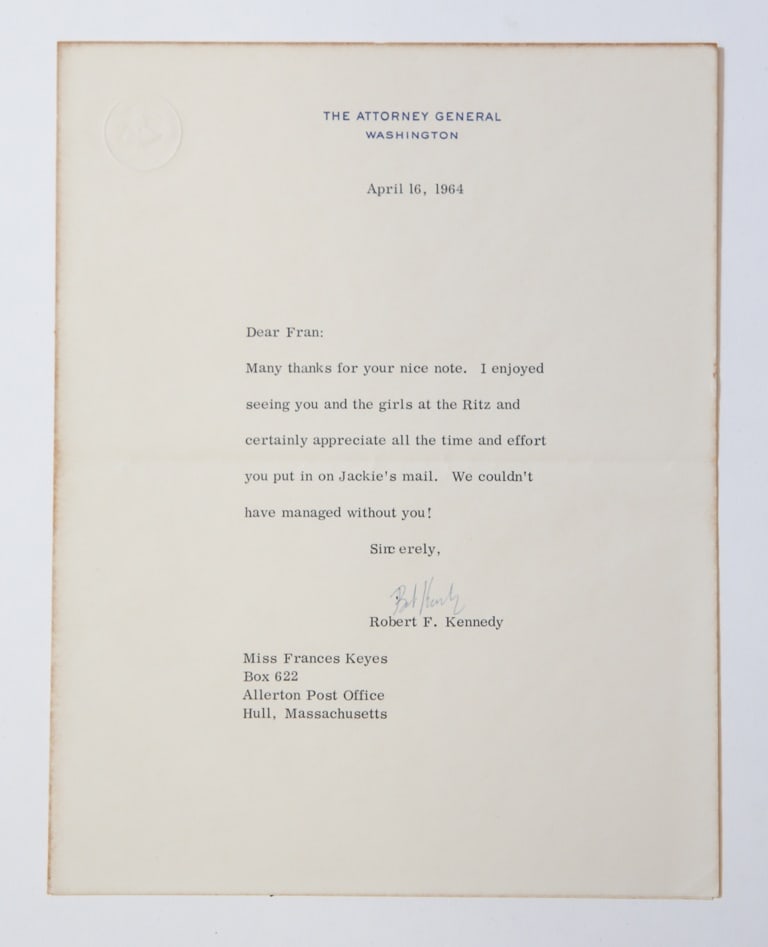 THE ATTORNEY GENERAL
WASHINGTON
April 16, 1964
Dear Fran:
Many thanks for your nice note. I enjoyed
seeing you and the girls at the Ritz and
certainly appreciate all the time and effort
you put in on Jackie's mail. We couldn't
have managed without you!
Sincerely,
Bob Kennedy
Robert F. Kennedy
Miss Frances Keyes
Box 622
Allerton Post Office
Hull, Massachusetts